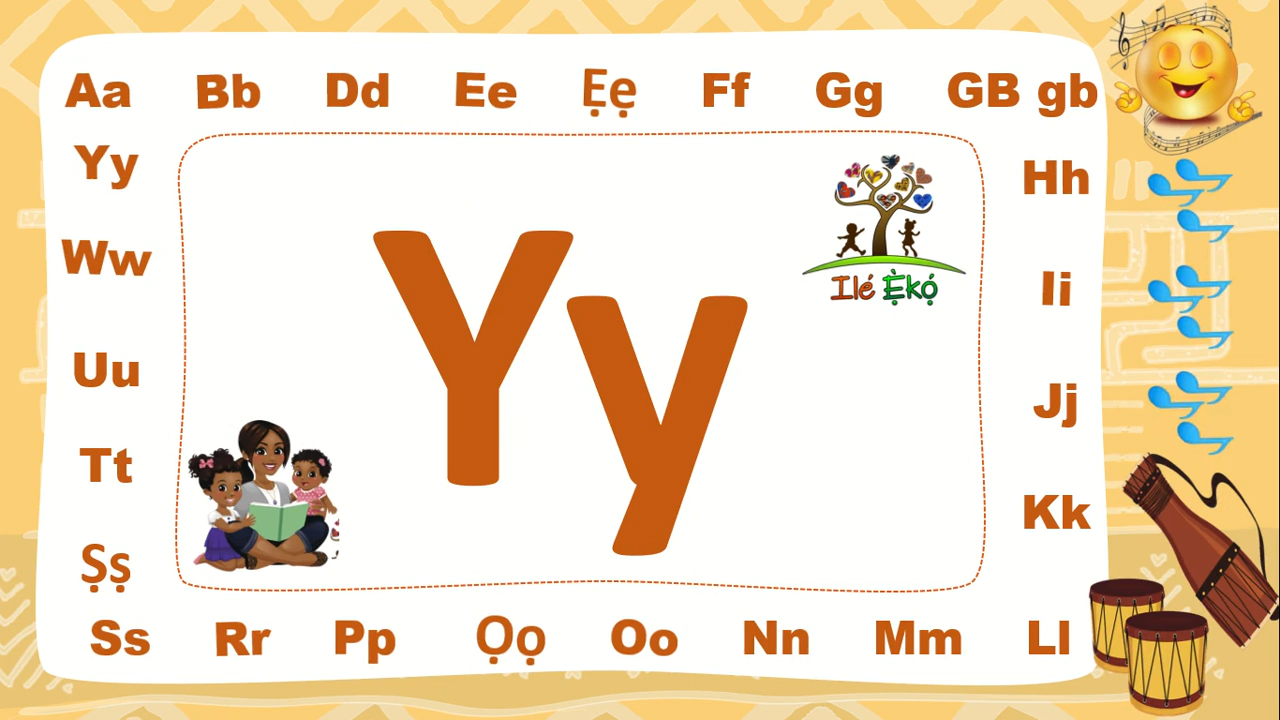 Aa Bb Dd Ee Ẹẹ Ff Gg GB gb
Hh
Ii
Jj
Kk
Ll
Mm
Nn
Oo
Ọọ
Pp
Rr
Ss
Ṣṣ
Tt
Uu
Ww
Yy
Yy
Ilé Ẹ̀kọ́